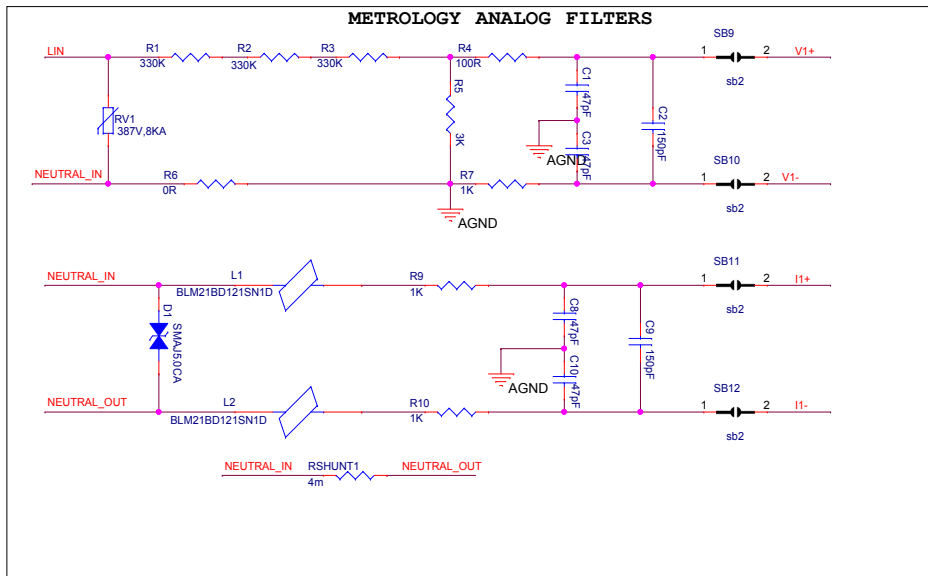 METROLOGY ANALOG FILTERS
LIN
R1
330K
R2
330K
R3
330K
R4
100R
R5
3K
C1
47pF
C3
47pF
AGND
C2
150pF
SB9
1
2
V1+
sb2
RV1
387V,8KA
NEUTRAL_IN
R6
0R
R7
1K
AGND
SB10
1
2
V1-
sb2
NEUTRAL_IN
L1
BLM21BD121SN1D
R9
1K
SB11
1
2
I1+
sb2
D1
SMAJ5.0CA
C8
47pF
C10
47pF
AGND
C9
150pF
NEUTRAL_OUT
L2
BLM21BD121SN1D
R10
1K
SB12
1
2
I1-
sb2
NEUTRAL_IN
RSHUNT1
4m
NEUTRAL_OUT